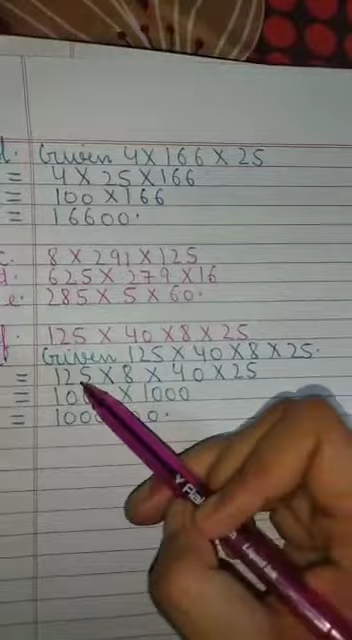 Given 4 X 166 X 25
= 4 X 25 X 166
= 100 X 166
= 16600.
c. 8 X 291 X 125
d. 625 X 279 X 16
e. 285 X 5 X 60.
f. 125 X 40 X 8 X 25
Given 125 X 40 X 8 X 25.
= 125 X 8 X 40 X 25
= X 1000
=